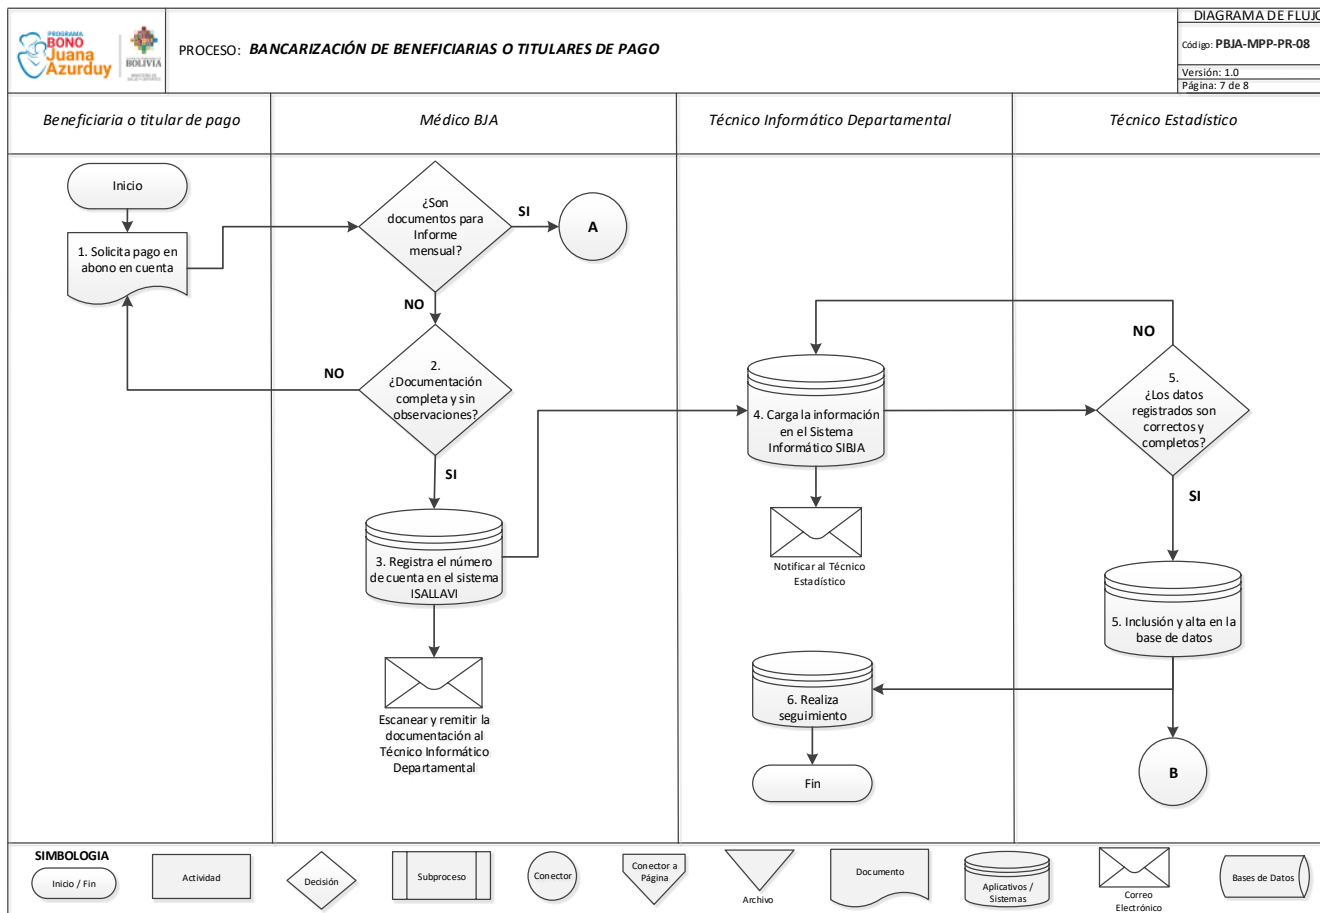 PROGRAMA
BONO
Juana
Azurduy
BOLIVIA
PROCESO: BANCARIZACIÓN DE BENEFICIARIAS O TITULARES DE PAGO
DIAGRAMA DE FLUJO
Código: PBJA-MPP-PR-08
Versión: 1.0
Página: 7 de 8
Beneficiaria o titular de pago
Médico BJA
Técnico Informático Departamental
Técnico Estadístico
Inicio
1. Solicita pago en
abono en cuenta
¿Son
documentos para
Informe
mensual?
SI
A
NO
2.
¿Documentación
completa y sin
observaciones?
NO
SI
3. Registra el número
de cuenta en el sistema
ISALLAVI
Escanear y remitir la
documentación al
Técnico Informático
Departamental
4. Carga la información
en el Sistema
Informático SIBJA
Notificar al Técnico
Estadístico
NO
5.
¿Los datos
registrados son
correctos y
completos?
SI
5. Inclusión y alta en la
base de datos
6. Realiza
seguimiento
Fin
B
SIMBOLOGIA
Inicio / Fin
Actividad
Decisión
Subproceso
Conector
Conector a
Página
Archivo
Documento
Aplicativos /
Sistemas
Correo
Electrónico
Bases de Datos